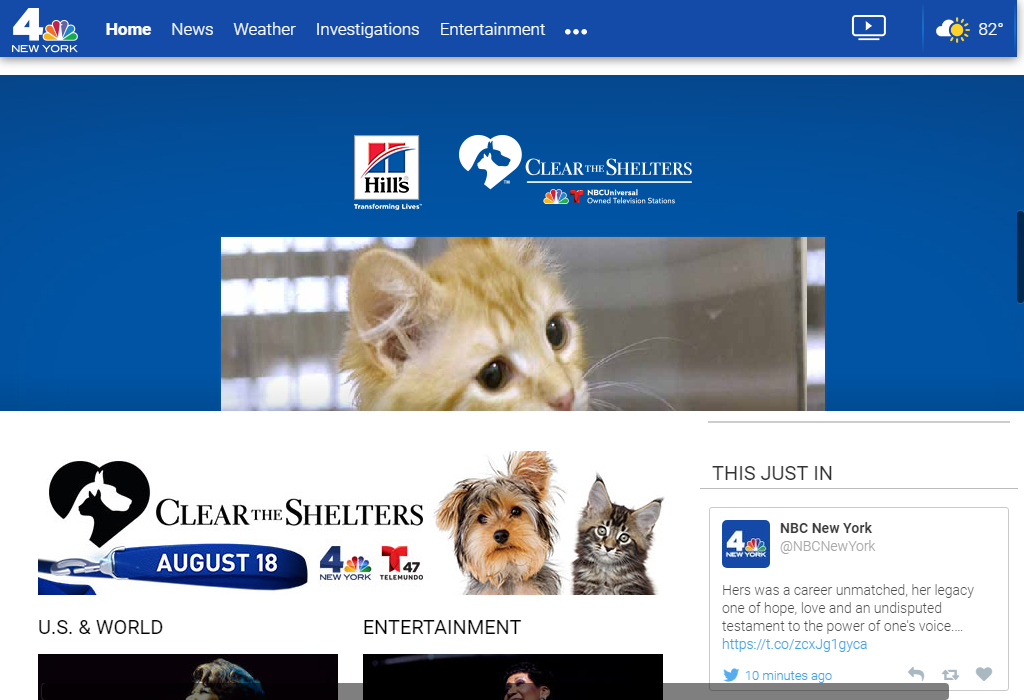 4
NEW YORK
Home
News
Weather
Investigations
Entertainment
82°
Hill's
Transforming Lives™
CLEAR THE SHELTERS
NBCUniversal
Owned Television Stations
CLEAR THE SHELTERS
AUGUST 18
4
NEW YORK
47
TELEMUNDO
U.S. & WORLD
ENTERTAINMENT
THIS JUST IN
4
NEW YORK
NBC New York
@NBCNewYork
Hers was a career unmatched, her legacy
one of hope, love and an undisputed
testament to the power of one's voice....
https://t.co/zcxJg1gyca
10 minutes ago